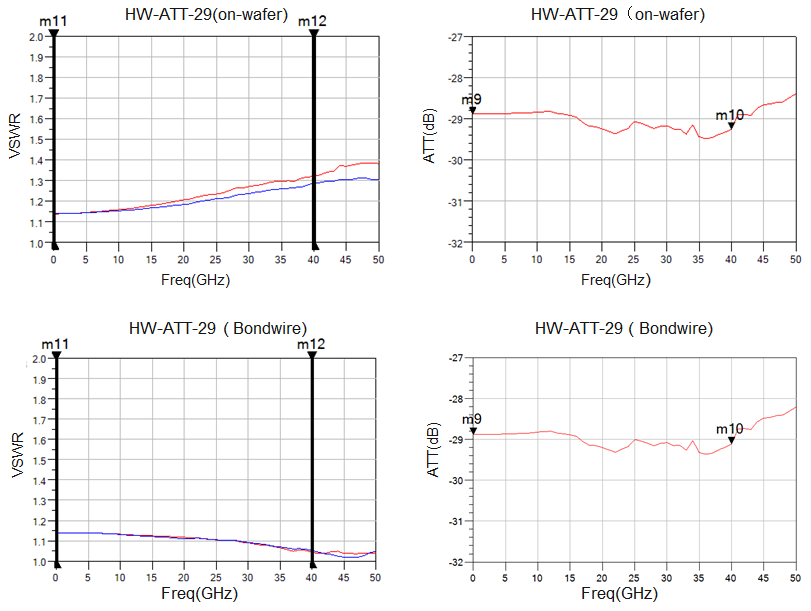 HW-ATT-29(on-wafer)
m11
m12
2.0
1.9
1.8
1.7
1.6
1.5
1.4
1.3
1.2
1.1
1.0
VSWR
0 5 10 15 20 25 30 35 40 45 50
Freq(GHz)
HW-ATT-29（on-wafer)
-27
-28
-29
-30
-31
-32
ATT(dB)
m9
m10
0 5 10 15 20 25 30 35 40 45 50
Freq(GHz)
HW-ATT-29 ( Bondwire)
m11
m12
2.0
1.9
1.8
1.7
1.6
1.5
1.4
1.3
1.2
1.1
1.0
VSWR
0 5 10 15 20 25 30 35 40 45 50
Freq(GHz)
HW-ATT-29 ( Bondwire)
-27
-28
-29
-30
-31
-32
ATT(dB)
m9
m10
0 5 10 15 20 25 30 35 40 45 50
Freq(GHz)